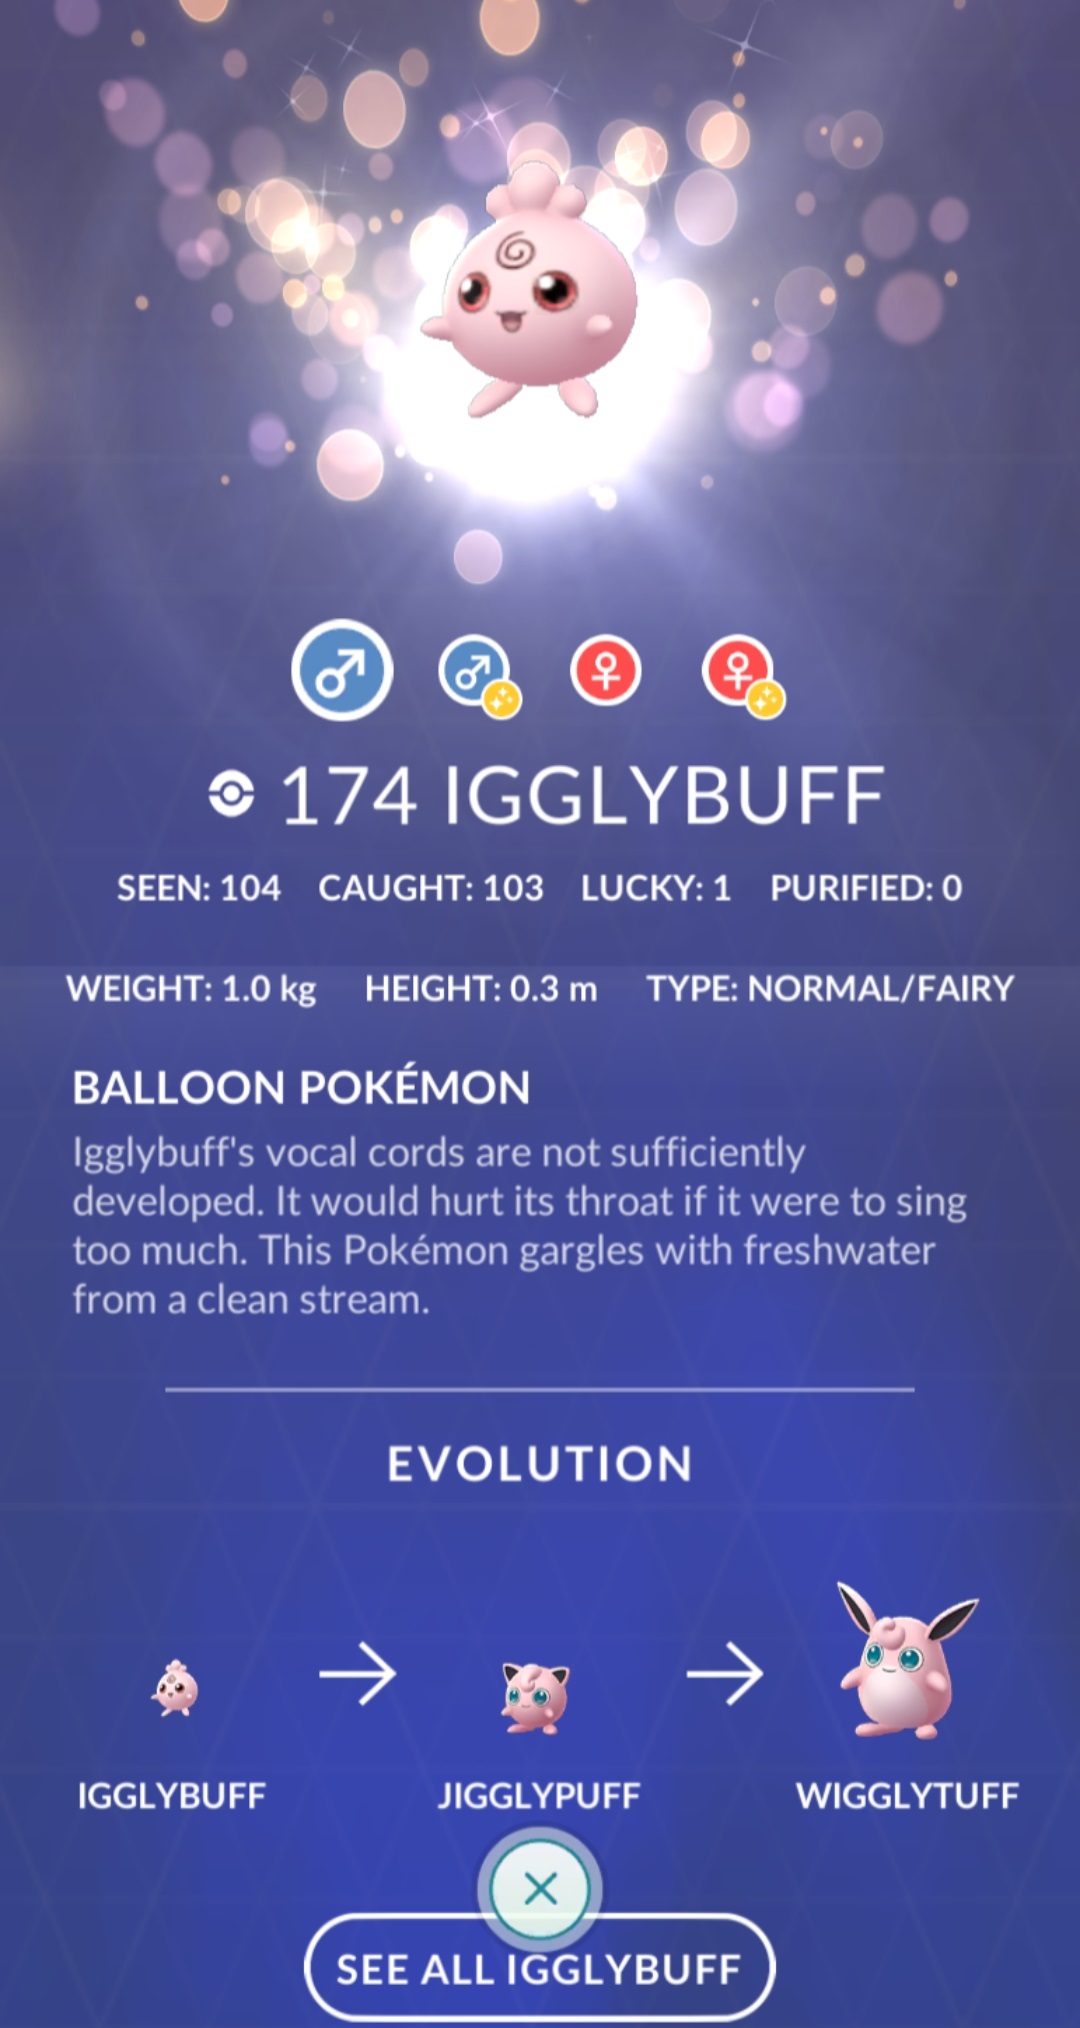 174 IGGLYBUFF
SEEN: 104 CAUGHT: 103 LUCKY: 1 PURIFIED: 0
WEIGHT: 1.0 kg HEIGHT: 0.3 m TYPE: NORMAL/FAIRY
BALLOON POKÉMON
Igglybuff's vocal cords are not sufficiently
developed. It would hurt its throat if it were to sing
too much. This Pokémon gargles with freshwater
from a clean stream.
EVOLUTION
IGGLYBUFF JIGGLYPUFF WIGGLYTUFF
SEE ALL IGGLYBUFF